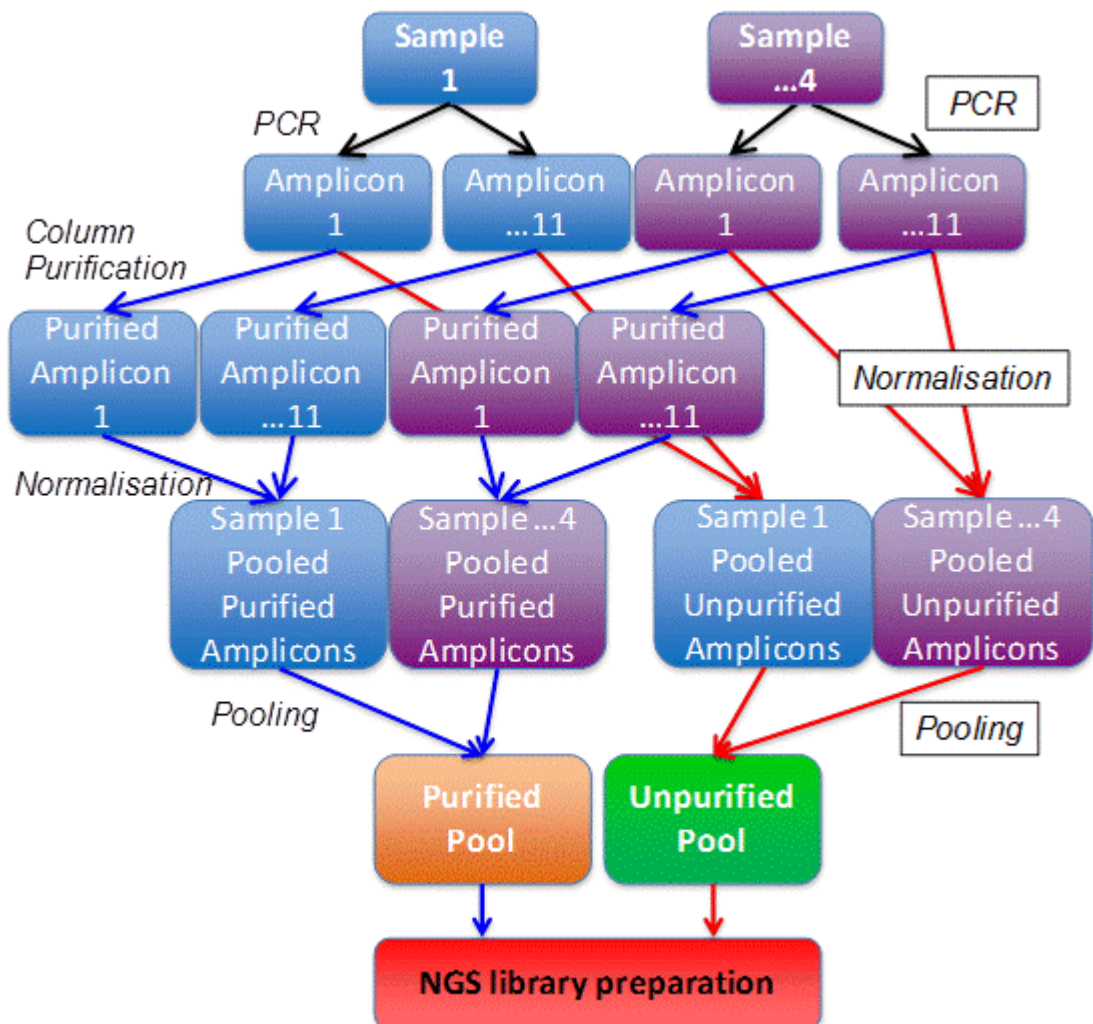 Sample
1
Sample
...4
PCR
PCR
Amplicon
1
Amplicon
...11
Amplicon
1
Amplicon
...11
Column
Purification
Purified
Amplicon
1
Purified
Amplicon
...11
Purified
Amplicon
1
Purified
Amplicon
...11
Normalisation
Normalisation
Sample 1
Pooled
Purified
Amplicons
Sample ...4
Pooled
Purified
Amplicons
Sample 1
Pooled
Unpurified
Amplicons
Sample ...4
Pooled
Unpurified
Amplicons
Pooling
Pooling
Purified
Pool
Unpurified
Pool
NGS library preparation